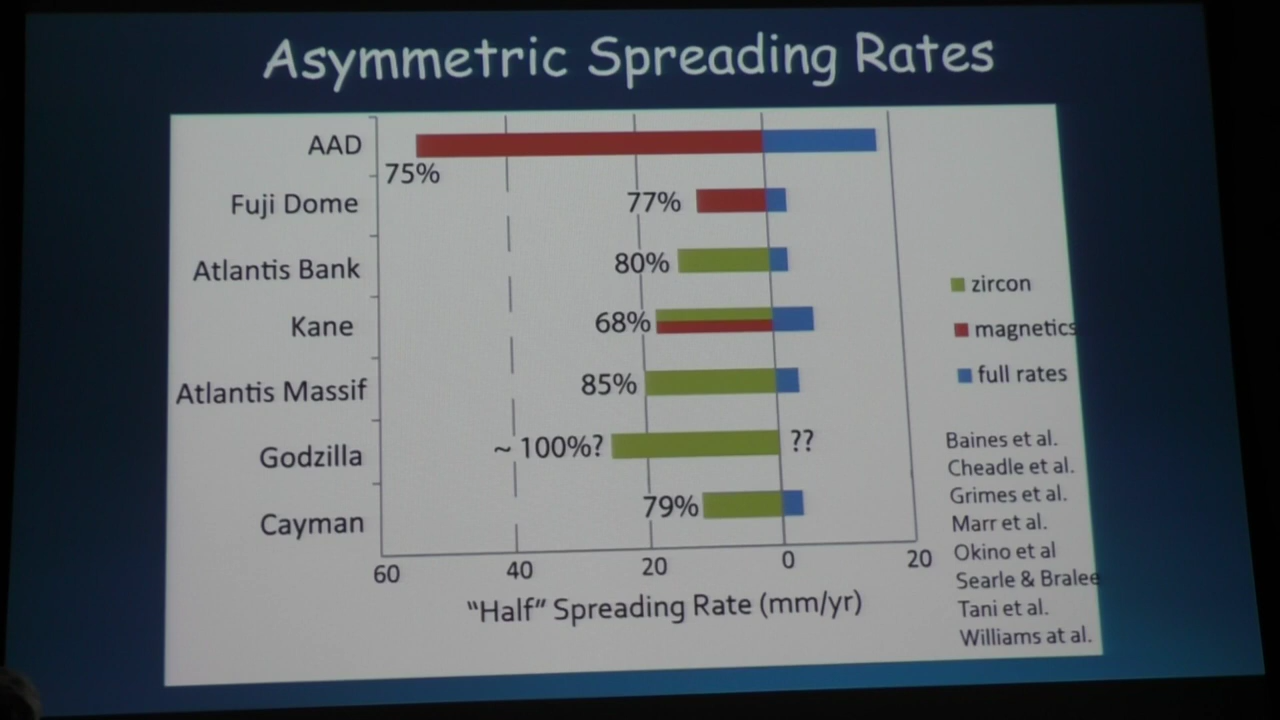 Asymmetric Spreading Rates
AAD
75%
Fuji Dome
77%
Atlantis Bank
80%
Kane
68%
Atlantis Massif
85%
Godzilla
~ 100%?
??
Cayman
79%
60
40
20
0
20
"Half" Spreading Rate (mm/yr)
zircon
magnetics
full rates
Baines et al.
Cheadle et al.
Grimes et al.
Marr et al.
Okino et al
Searle & Bralee
Tani et al.
Williams at al.